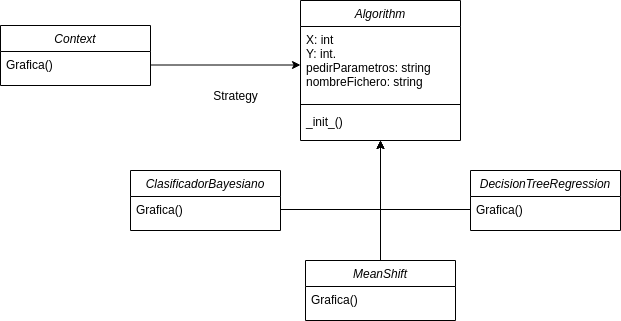 Algorithm
X: int
Y: int.
pedirParametros: string
nombreFichero: string
_init_()
Context
Grafica()
Strategy
ClasificadorBayesiano
Grafica()
DecisionTreeRegression
Grafica()
MeanShift
Grafica()